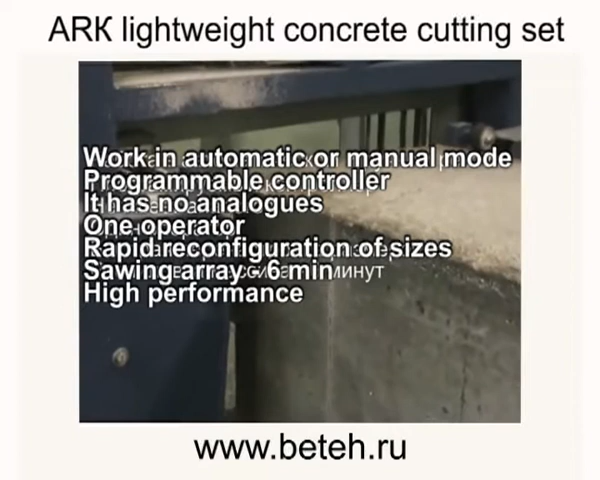 ARK lightweight concrete cutting set
Work in automatic or manual mode
Programmable controller
It has no analogues
One operator
Rapid reconfiguration of sizes
Sawing array - 6 min минут
High performance
www.beteh.ru